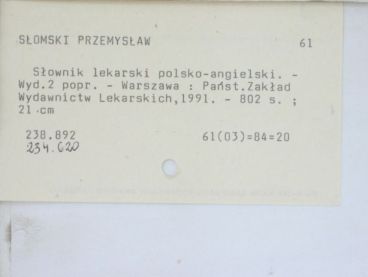 SŁOMSKI PRZEMYSŁAW 61
Słownik lekarski polsko-angielski. -
Wyd.2 popr. - Warszawa : Państ.Zakład
Wydawnictw Lekarskich,1991. - 802 s. ;
21 cm
238.892 61(03)=84=20
234.620